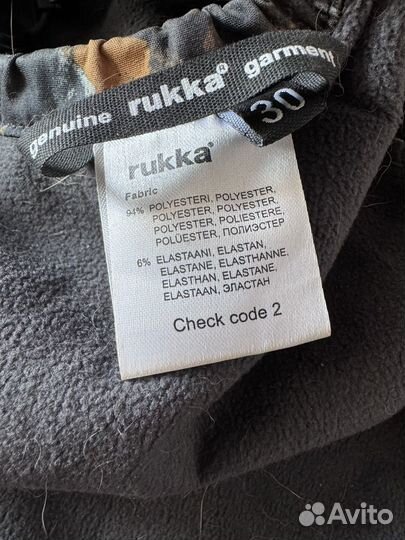 genuine rukka® garment
30
rukka®
Fabric
94% POLYESTERI, POLYESTER,
POLYESTER, POLYESTER,
POLYESTER, POLIESTERE,
POLÜESTER, ПОЛИЭСТЕР
6% ELASTAANI, ELASTAN,
ELASTANE, ELASTHANNE,
ELASTHAN, ELASTANE,
ELASTAAN, ЭЛАСТАН
Check code 2
Avito